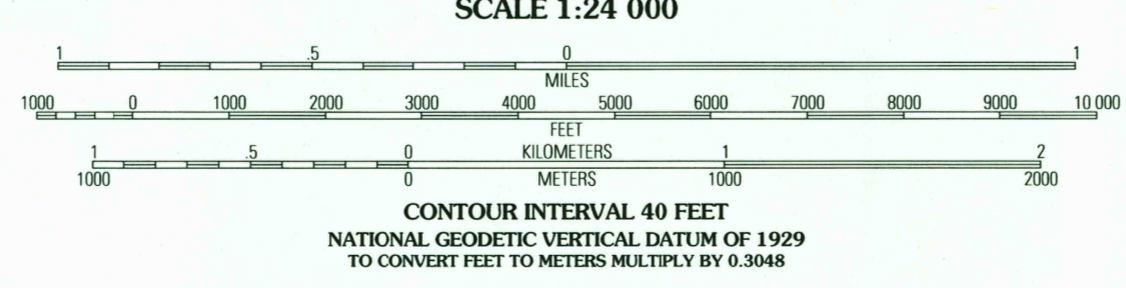 SCALE 1:24 000
1 .5 0 1
MILES
1000 0 1000 2000 3000 4000 5000 6000 7000 8000 9000 10 000
FEET
1 .5 0 KILOMETERS 1 2
1000 0 METERS 1000 2000
CONTOUR INTERVAL 40 FEET
NATIONAL GEODETIC VERTICAL DATUM OF 1929
TO CONVERT FEET TO METERS MULTIPLY BY 0.3048